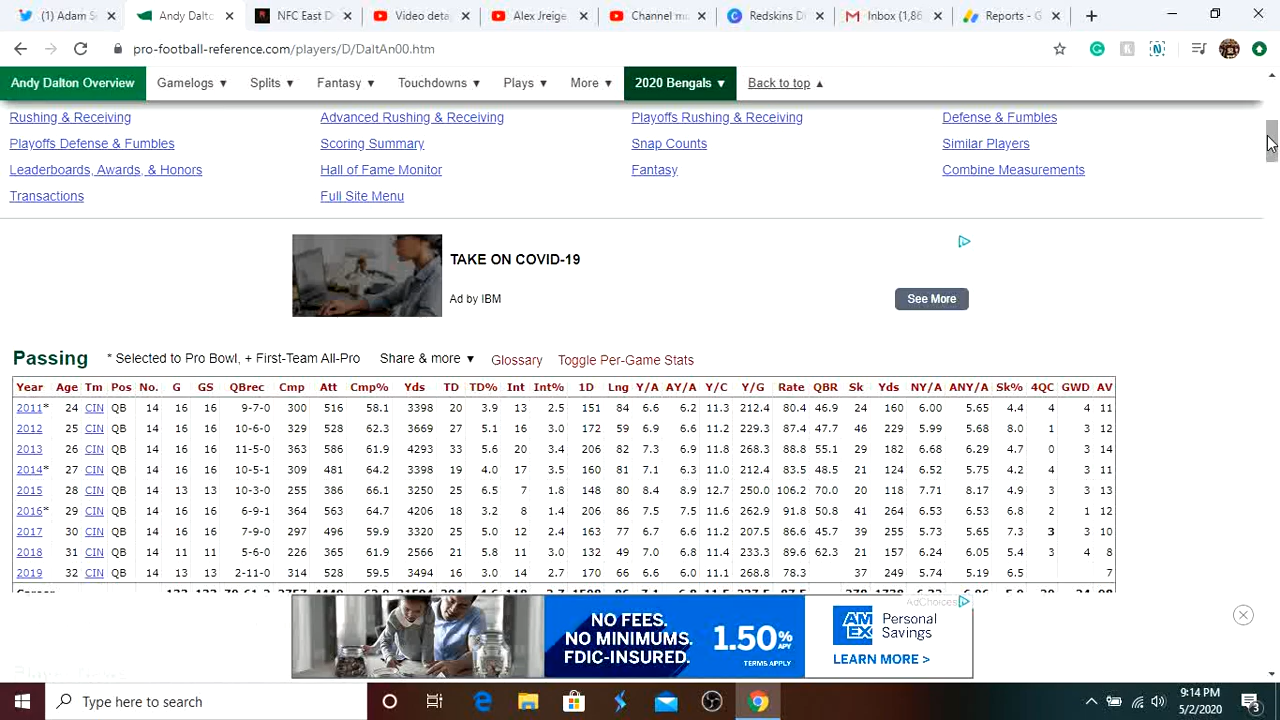 (1) Adam S
Andy Dalto
NFC East D
Video detai
Alex Jreige
Channel mo
Redskins Di
Inbox (1,86
Reports - G
pro-football-reference.com/players/D/DaltAn00.htm
Andy Dalton Overview Gamelogs ▼ Splits ▼ Fantasy ▼ Touchdowns ▼ Plays ▼ More ▼ 2020 Bengals ▼ Back to top ▲
Rushing & Receiving Advanced Rushing & Receiving Playoffs Rushing & Receiving Defense & Fumbles
Playoffs Defense & Fumbles Scoring Summary Snap Counts Similar Players
Leaderboards, Awards, & Honors Hall of Fame Monitor Fantasy Combine Measurements
Transactions Full Site Menu
TAKE ON COVID-19
Ad by IBM
See More
Passing * Selected to Pro Bowl, + First-Team All-Pro Share & more ▼ Glossary Toggle Per-Game Stats
Year Age Tm Pos No. G GS QBrec Cmp Att Cmp% Yds TD TD% Int Int% 1D Lng Y/A AY/A Y/C Y/G Rate QBR Sk Yds NY/A ANY/A Sk% 4QC GWD AV
2011* 24 CIN QB 14 16 16 9-7-0 300 516 58.1 3398 20 3.9 13 2.5 151 84 6.6 6.2 11.3 212.4 80.4 46.9 24 160 6.00 5.65 4.4 4 4 11
2012 25 CIN QB 14 16 16 10-6-0 329 528 62.3 3669 27 5.1 16 3.0 172 59 6.9 6.6 11.2 229.3 87.4 47.7 46 229 5.99 5.68 8.0 1 3 12
2013 26 CIN QB 14 16 16 11-5-0 363 586 61.9 4293 33 5.6 20 3.4 206 82 7.3 6.9 11.8 268.3 88.8 55.1 29 182 6.68 6.29 4.7 0 3 14
2014* 27 CIN QB 14 16 16 10-5-1 309 481 64.2 3398 19 4.0 17 3.5 160 81 7.1 6.3 11.0 212.4 83.5 48.5 21 124 6.52 5.75 4.2 4 3 11
2015 28 CIN QB 14 13 13 10-3-0 255 386 66.1 3250 25 6.5 7 1.8 148 80 8.4 8.9 12.7 250.0 106.2 70.0 20 118 7.71 8.17 4.9 3 3 13
2016* 29 CIN QB 14 16 16 6-9-1 364 563 64.7 4206 18 3.2 8 1.4 206 86 7.5 7.5 11.6 262.9 91.8 50.8 41 264 6.53 6.53 6.8 2 1 12
2017 30 CIN QB 14 16 16 7-9-0 297 496 59.9 3320 25 5.0 12 2.4 163 77 6.7 6.6 11.2 207.5 86.6 45.7 39 255 5.73 5.65 7.3 3 3 10
2018 31 CIN QB 14 11 11 5-6-0 226 365 61.9 2566 21 5.8 11 3.0 132 49 7.0 6.8 11.4 233.3 89.6 62.3 21 157 6.24 6.05 5.4 3 4 8
2019 32 CIN QB 14 13 13 2-11-0 314 528 59.5 3494 16 3.0 14 2.7 170 66 6.6 6.0 11.1 268.8 78.3 37 249 5.74 5.19 6.5 7
Career
NO FEES.
NO MINIMUMS.
FDIC-INSURED.
1.50% APY
TERMS APPLY
AdChoices
AM
EX
Personal
Savings
LEARN MORE >
Type here to search
9:14 PM
5/2/2020
3